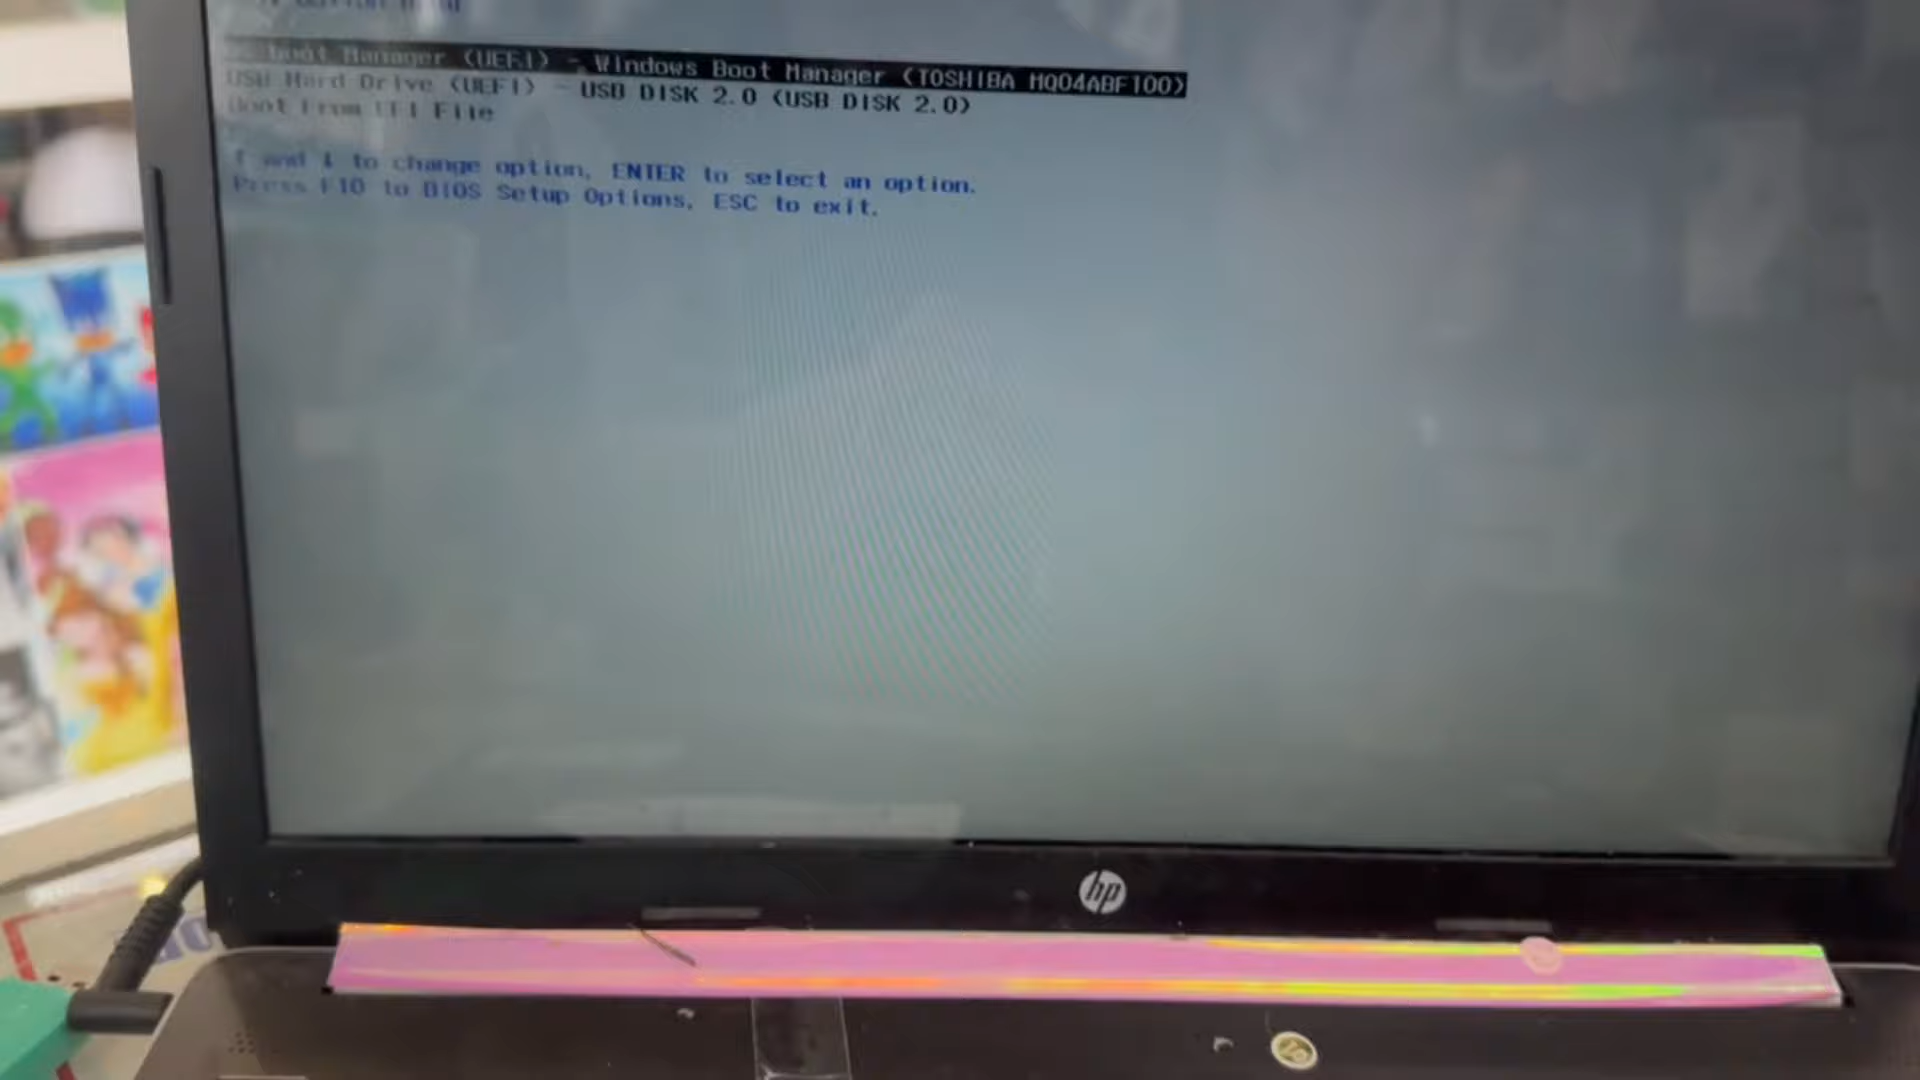 OS boot Manager (UEFI) - Windows Boot Manager (TOSHIBA MQ04ABF100)
USB Hard Drive (UEFI) - USB DISK 2.0 (USB DISK 2.0)
Boot From EFI File
↑ and ↓ to change option, ENTER to select an option.
Press F10 to BIOS Setup Options, ESC to exit.
hp